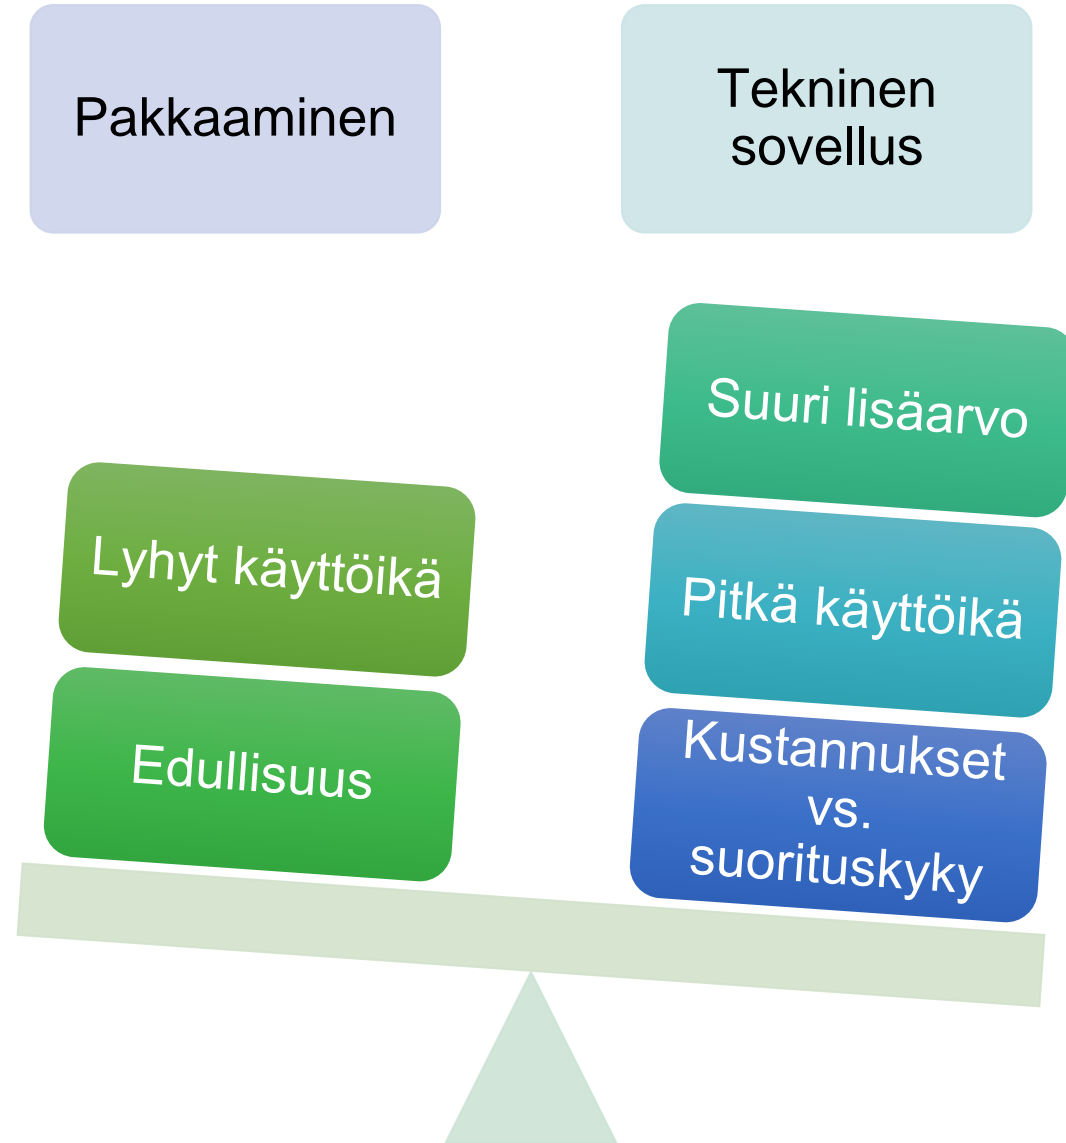 Pakkaaminen
Tekninen
sovellus
Suuri lisäarvo
Lyhyt käyttöikä
Pitkä käyttöikä
Edullisuus
Kustannukset
vs.
suorituskyky